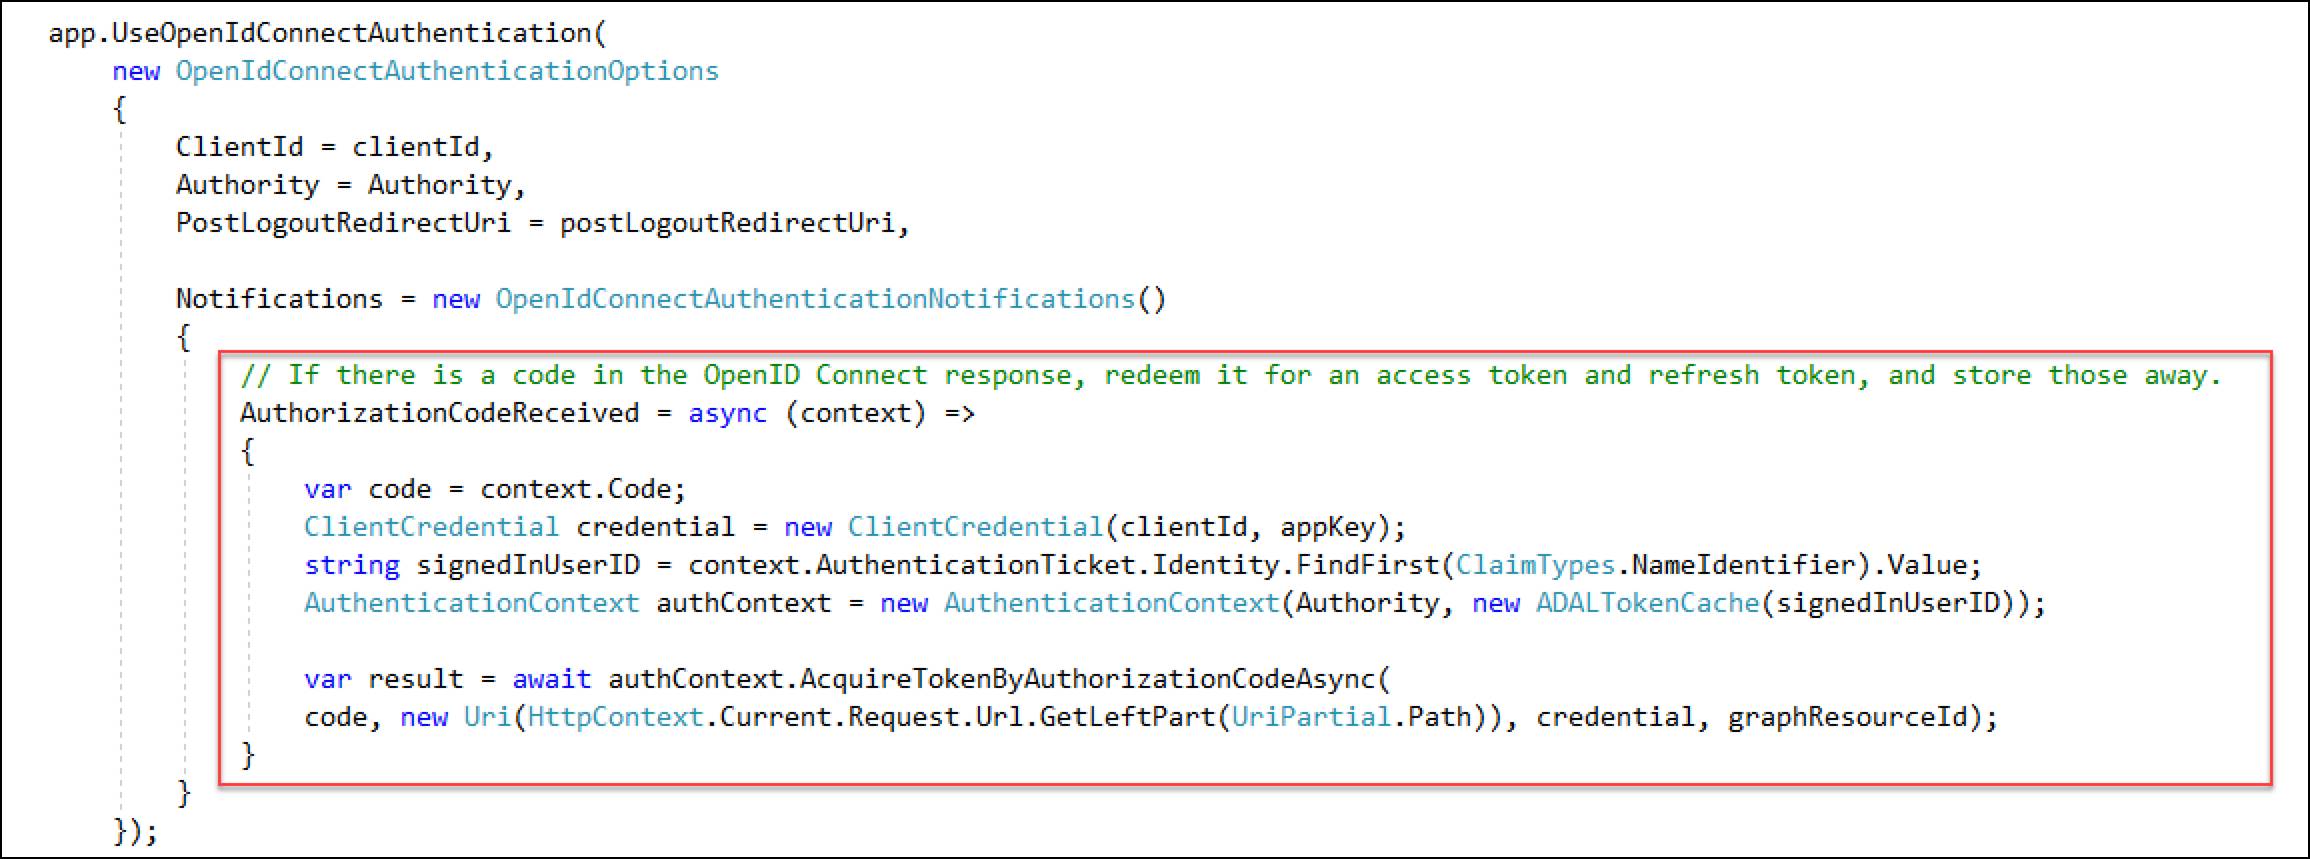 app.UseOpenIdConnectAuthentication(
new OpenIdConnectAuthenticationOptions
{
ClientId = clientId,
Authority = Authority,
PostLogoutRedirectUri = postLogoutRedirectUri,
Notifications = new OpenIdConnectAuthenticationNotifications()
{
// If there is a code in the OpenID Connect response, redeem it for an access token and refresh token, and store those away.
AuthorizationCodeReceived = async (context) =>
{
var code = context.Code;
ClientCredential credential = new ClientCredential(clientId, appKey);
string signedInUserID = context.AuthenticationTicket.Identity.FindFirst(ClaimTypes.NameIdentifier).Value;
AuthenticationContext authContext = new AuthenticationContext(Authority, new ADALTokenCache(signedInUserID));
var result = await authContext.AcquireTokenByAuthorizationCodeAsync(
code, new Uri(HttpContext.Current.Request.Url.GetLeftPart(UriPartial.Path)), credential, graphResourceId);
}
}
});